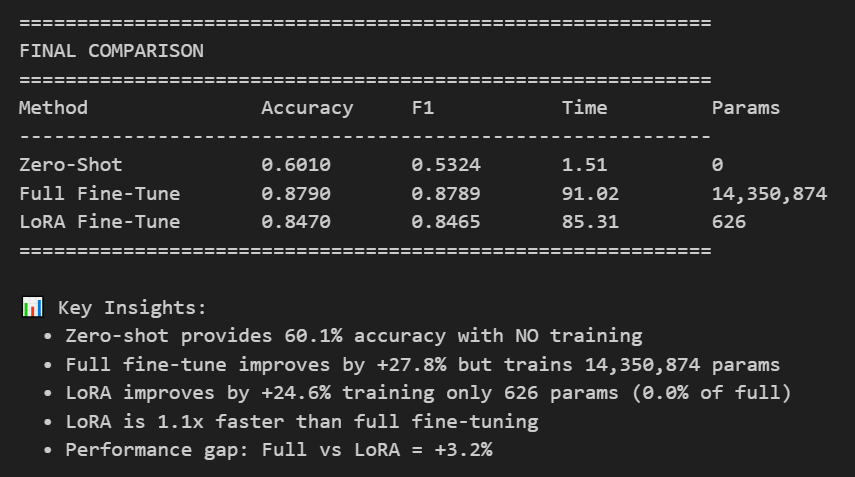 ============================================================
FINAL COMPARISON
============================================================
Method Accuracy F1 Time Params
------------------------------------------------------------
Zero-Shot 0.6010 0.5324 1.51 0
Full Fine-Tune 0.8790 0.8789 91.02 14,350,874
LoRA Fine-Tune 0.8470 0.8465 85.31 626
============================================================
📊 Key Insights:
• Zero-shot provides 60.1% accuracy with NO training
• Full fine-tune improves by +27.8% but trains 14,350,874 params
• LoRA improves by +24.6% training only 626 params (0.0% of full)
• LoRA is 1.1x faster than full fine-tuning
• Performance gap: Full vs LoRA = +3.2%